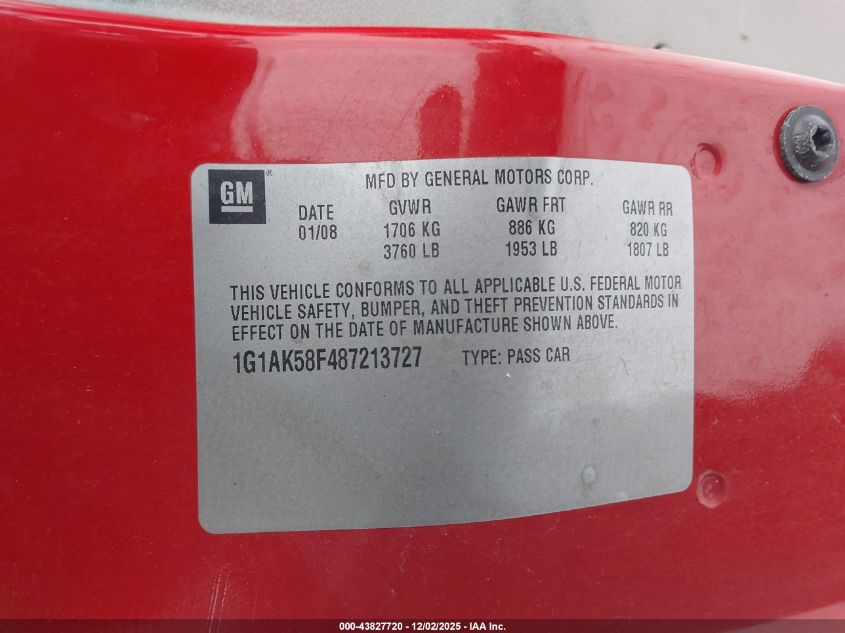 GM
MFD BY GENERAL MOTORS CORP.
DATE GVWR GAWR FRT GAWR RR
01/08 1706 KG 886 KG 820 KG
3760 LB 1953 LB 1807 LB
THIS VEHICLE CONFORMS TO ALL APPLICABLE U.S. FEDERAL MOTOR
VEHICLE SAFETY, BUMPER, AND THEFT PREVENTION STANDARDS IN
EFFECT ON THE DATE OF MANUFACTURE SHOWN ABOVE.
1G1AK58F487213727 TYPE: PASS CAR
000-43827720 - 12/02/2025 - IAA Inc.